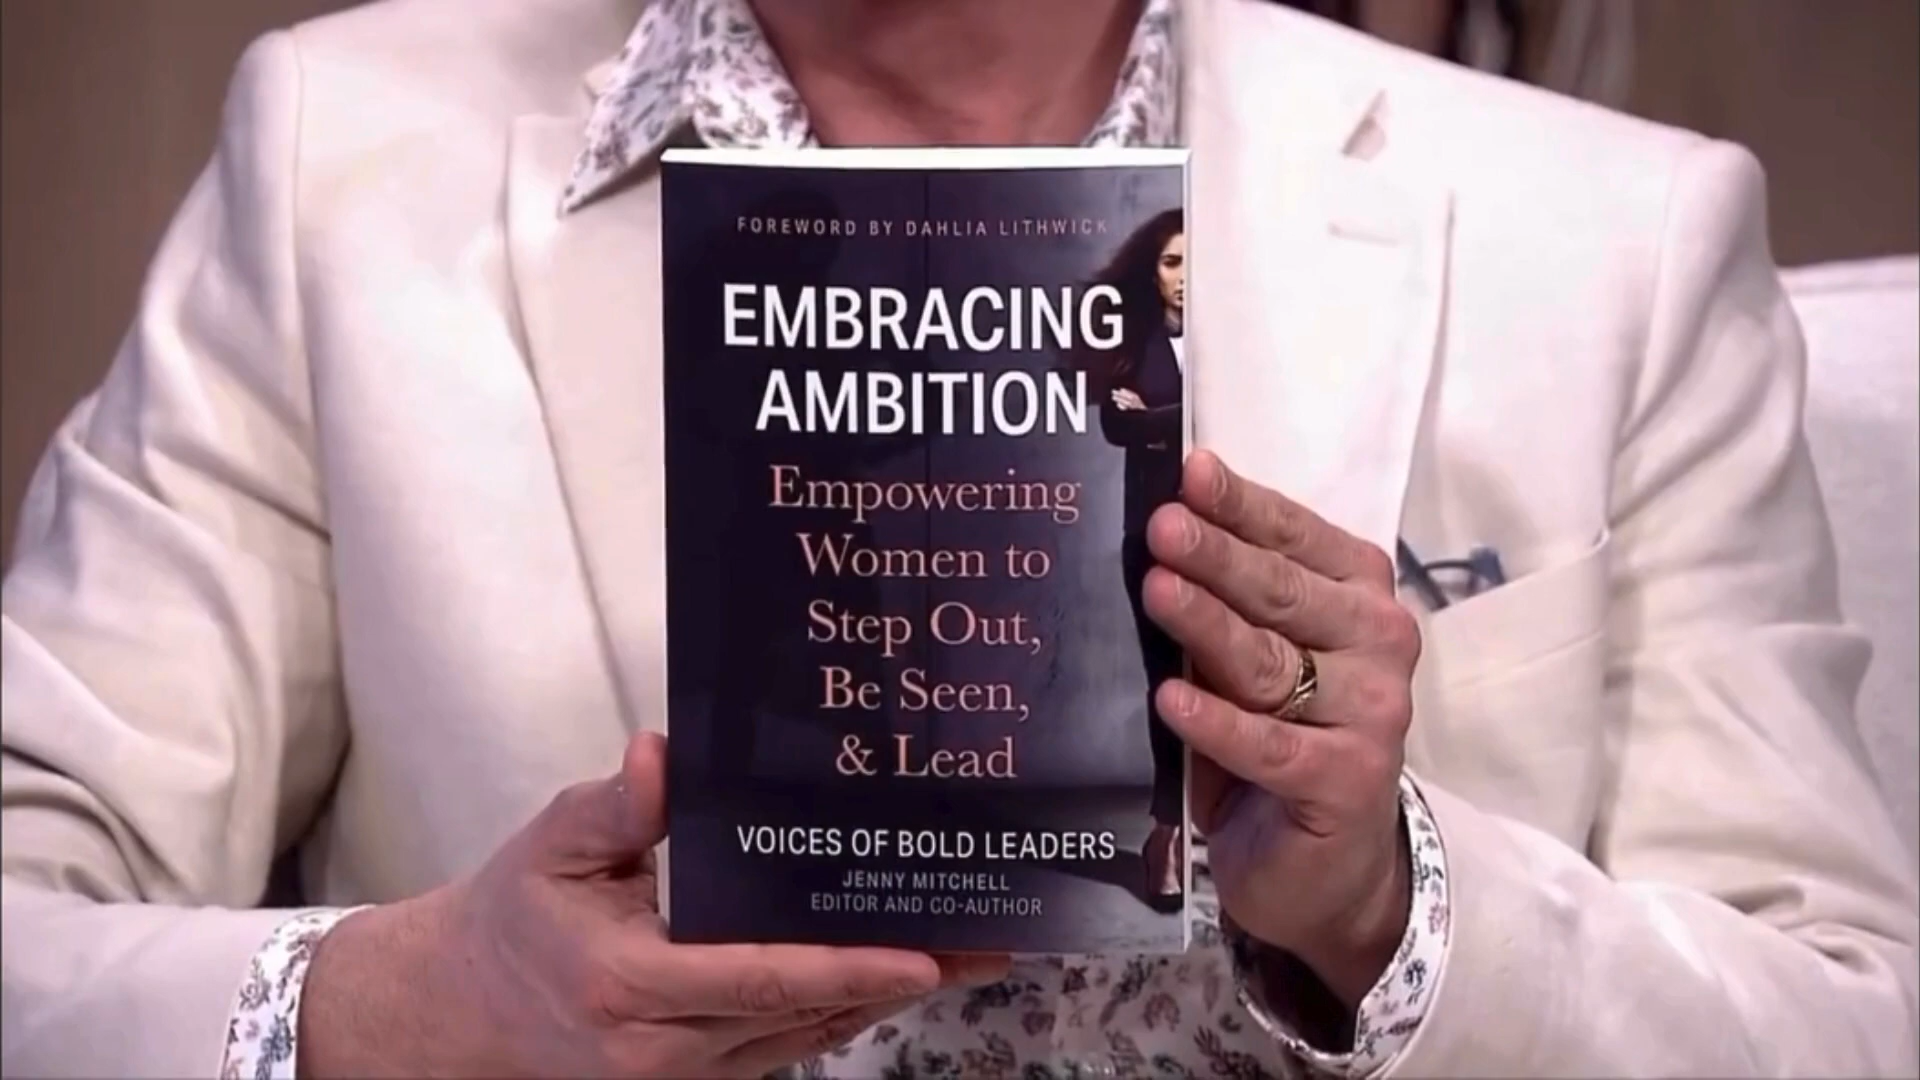 FOREWORD BY DAHLIA LITHWICK
EMBRACING
AMBITION
Empowering
Women to
Step Out,
Be Seen,
& Lead
VOICES OF BOLD LEADERS
JENNY MITCHELL
EDITOR AND CO-AUTHOR